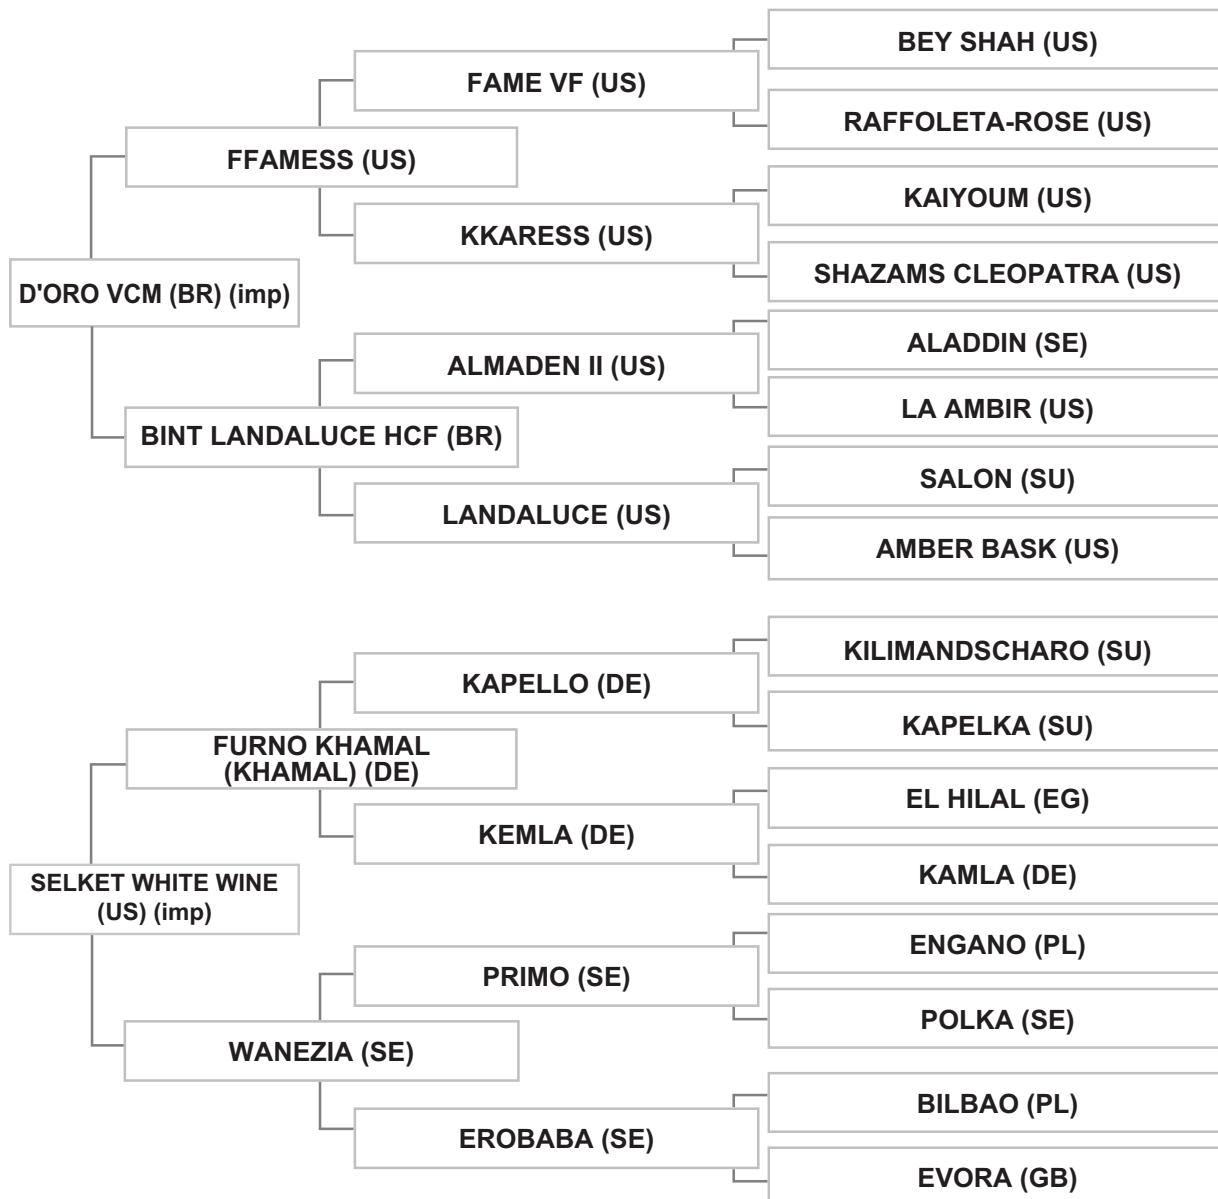 BEY SHAH (US)
FAME VF (US)
RAFFOLETA-ROSE (US)
FFAMESS (US)
KAIYOUM (US)
KKARESS (US)
SHAZAMS CLEOPATRA (US)
D'ORO VCM (BR) (imp)
ALADDIN (SE)
ALMADEN II (US)
LA AMBIR (US)
BINT LANDALUCE HCF (BR)
SALON (SU)
LANDALUCE (US)
AMBER BASK (US)
KILIMANDSCHARO (SU)
KAPELLO (DE)
KAPELKA (SU)
FURNO KHAMAL
(KHAMAL) (DE)
EL HILAL (EG)
KEMLA (DE)
KAMLA (DE)
SELKET WHITE WINE
(US) (imp)
ENGANO (PL)
PRIMO (SE)
POLKA (SE)
WANEZIA (SE)
BILBAO (PL)
EROBABA (SE)
EVORA (GB)